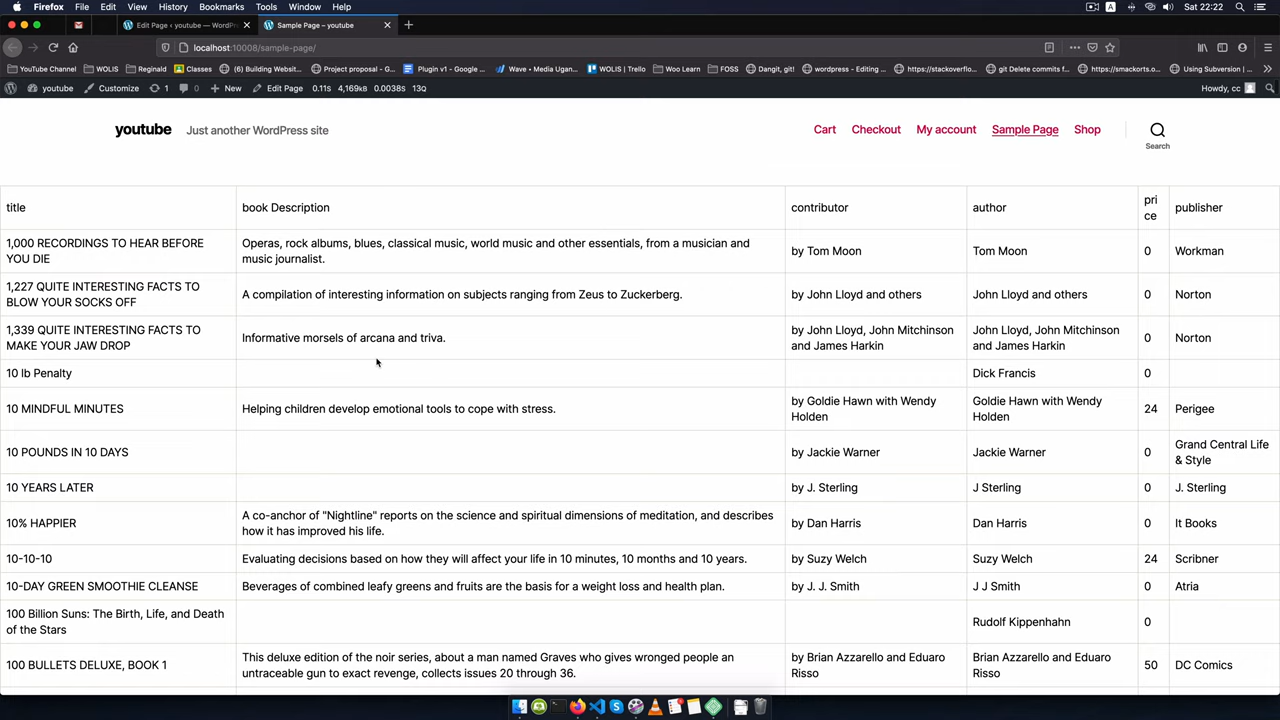 Firefox File Edit View History Bookmarks Tools Window Help A Sat 22:22
Edit Page ‹ youtube — WordPr
Sample Page – youtube
localhost:10008/sample-page/
YouTube Channel WOLIS Reginald Classes (6) Building Websit... Project proposal – G... Plugin v1 - Google ... Wave • Media Ugan... WOLIS | Trello Woo Learn FOSS Dangit, git! wordpress - Editing ... https://stackoverflo... git Delete commits f... https://smackorts.o... Using Subversion | ...
youtube Customize 1 0 New Edit Page 0.11s 4,169kB 0.0038s 13Q Howdy, cc
youtube Just another WordPress site Cart Checkout My account Sample Page Shop
Search
title book Description contributor author pri
ce publisher
1,000 RECORDINGS TO HEAR BEFORE
YOU DIE
Operas, rock albums, blues, classical music, world music and other essentials, from a musician and
music journalist.
by Tom Moon Tom Moon 0 Workman
1,227 QUITE INTERESTING FACTS TO
BLOW YOUR SOCKS OFF
A compilation of interesting information on subjects ranging from Zeus to Zuckerberg.
by John Lloyd and others John Lloyd and others 0 Norton
1,339 QUITE INTERESTING FACTS TO
MAKE YOUR JAW DROP
Informative morsels of arcana and triva.
by John Lloyd, John Mitchinson
and James Harkin
John Lloyd, John Mitchinson
and James Harkin
0 Norton
10 lb Penalty Dick Francis 0
10 MINDFUL MINUTES
Helping children develop emotional tools to cope with stress.
by Goldie Hawn with Wendy
Holden
Goldie Hawn with Wendy
Holden
24 Perigee
10 POUNDS IN 10 DAYS by Jackie Warner Jackie Warner 0
Grand Central Life
& Style
10 YEARS LATER by J. Sterling J Sterling 0 J. Sterling
10% HAPPIER
A co-anchor of "Nightline" reports on the science and spiritual dimensions of meditation, and describes
how it has improved his life.
by Dan Harris Dan Harris 0 It Books
10-10-10 Evaluating decisions based on how they will affect your life in 10 minutes, 10 months and 10 years. by Suzy Welch Suzy Welch 24 Scribner
10-DAY GREEN SMOOTHIE CLEANSE Beverages of combined leafy greens and fruits are the basis for a weight loss and health plan. by J. J. Smith J J Smith 0 Atria
100 Billion Suns: The Birth, Life, and Death
of the Stars
Rudolf Kippenhahn 0
100 BULLETS DELUXE, BOOK 1
This deluxe edition of the noir series, about a man named Graves who gives wronged people an
untraceable gun to exact revenge, collects issues 20 through 36.
by Brian Azzarello and Eduaro
Risso
Brian Azzarello and Eduaro
Risso
50 DC Comics